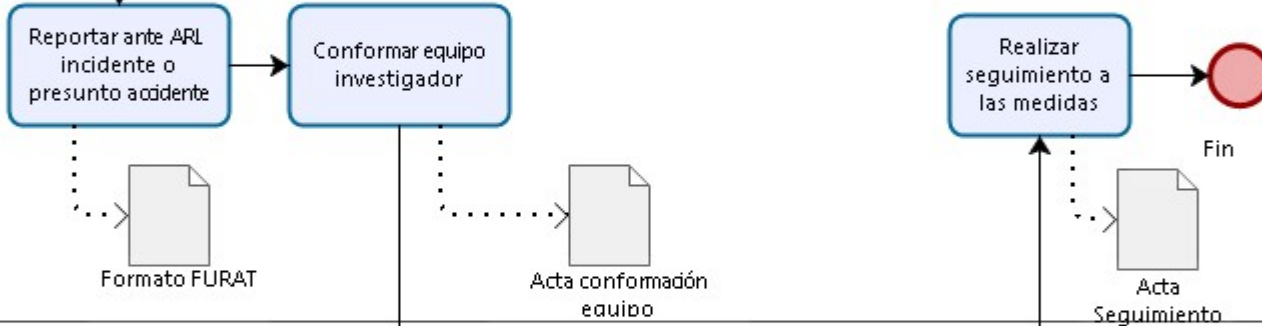 Reportar ante ARL
incidente o
presunto accidente
Conformar equipo
investigador
Realizar
seguimiento a
las medidas
Fin
Formato FURAT
Acta conformación
equipo
Acta
Seguimiento